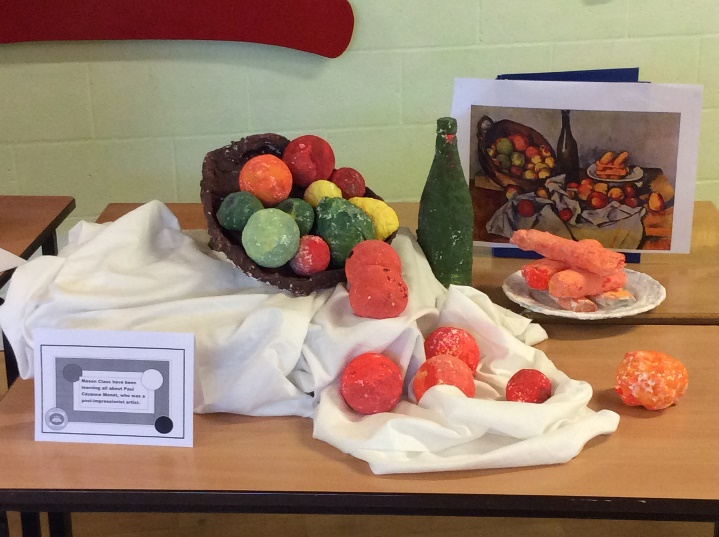 Mason Class have been
learning all about Paul
Cezanne Monet, who was a
post-impressionist artist.